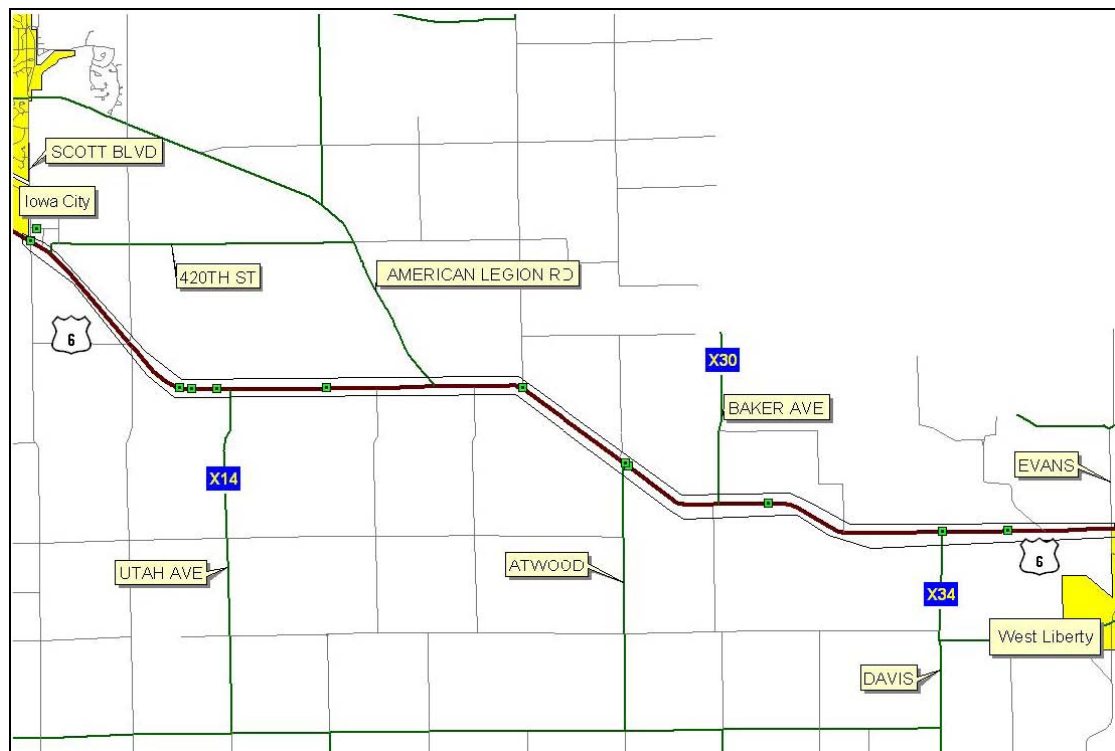 SCOTT BLVD
Iowa City
420TH ST
AMERICAN LEGION RD
6
X30
BAKER AVE
EVANS
X14
UTAH AVE
ATWOOD
6
X34
West Liberty
DAVIS